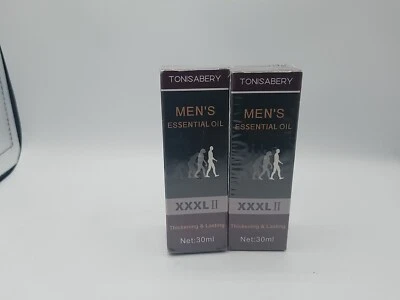 TONISABERY
MEN'S
ESSENTIAL OIL
XXXL II
Thickening & Lasting
Net:30ml
TONISABERY
MEN'S
ESSENTIAL OIL
XXXL II
Thickening & Lasting
Net:30ml